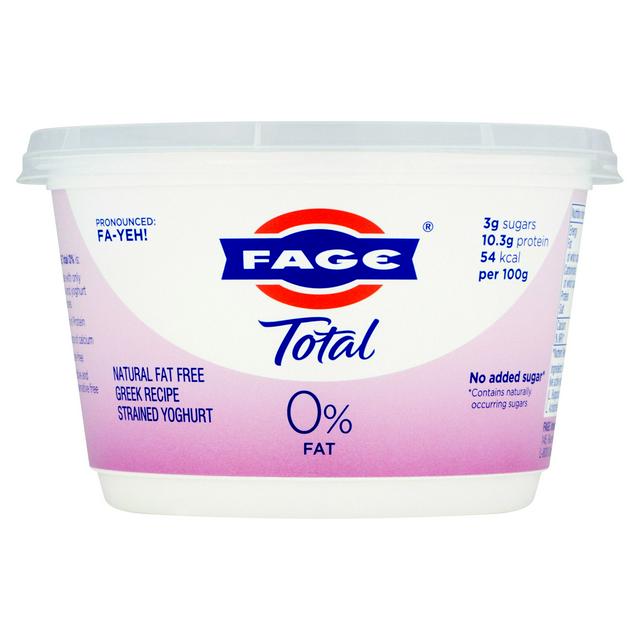 PRONOUNCED:
FA-YEH!
FAGE
®
Total
NATURAL FAT FREE
GREEK RECIPE
STRAINED YOGHURT
0%
FAT
3g sugars
10.3g protein
54 kcal
per 100g
No added sugar*
*Contains naturally
occurring sugars